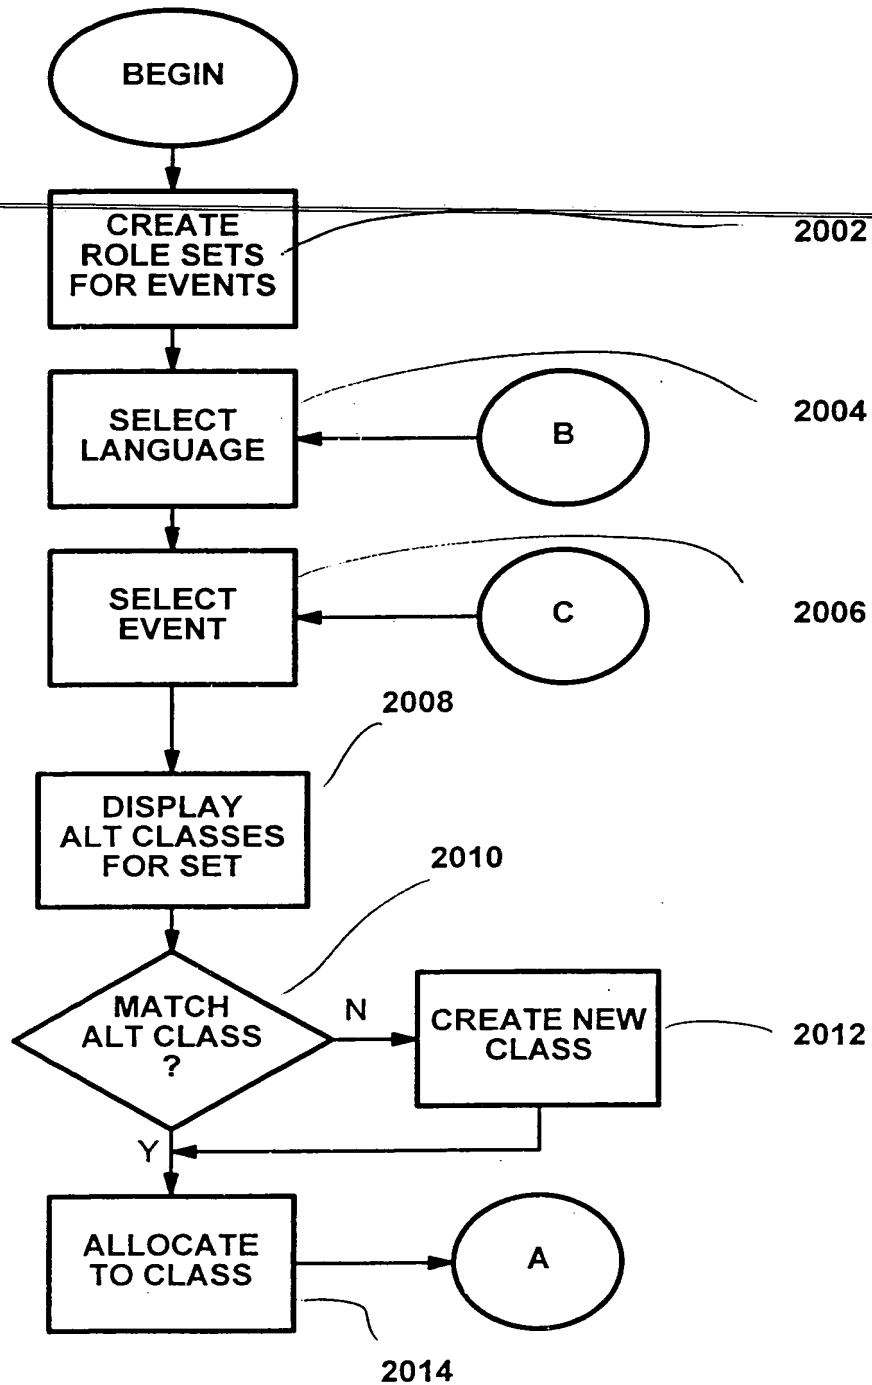 BEGIN
CREATE
ROLE SETS
FOR EVENTS
2002
SELECT
LANGUAGE
B
2004
SELECT
EVENT
C
2006
2008
DISPLAY
ALT CLASSES
FOR SET
2010
MATCH
ALT CLASS
?
N
CREATE NEW
CLASS
2012
Y
ALLOCATE
TO CLASS
A
2014